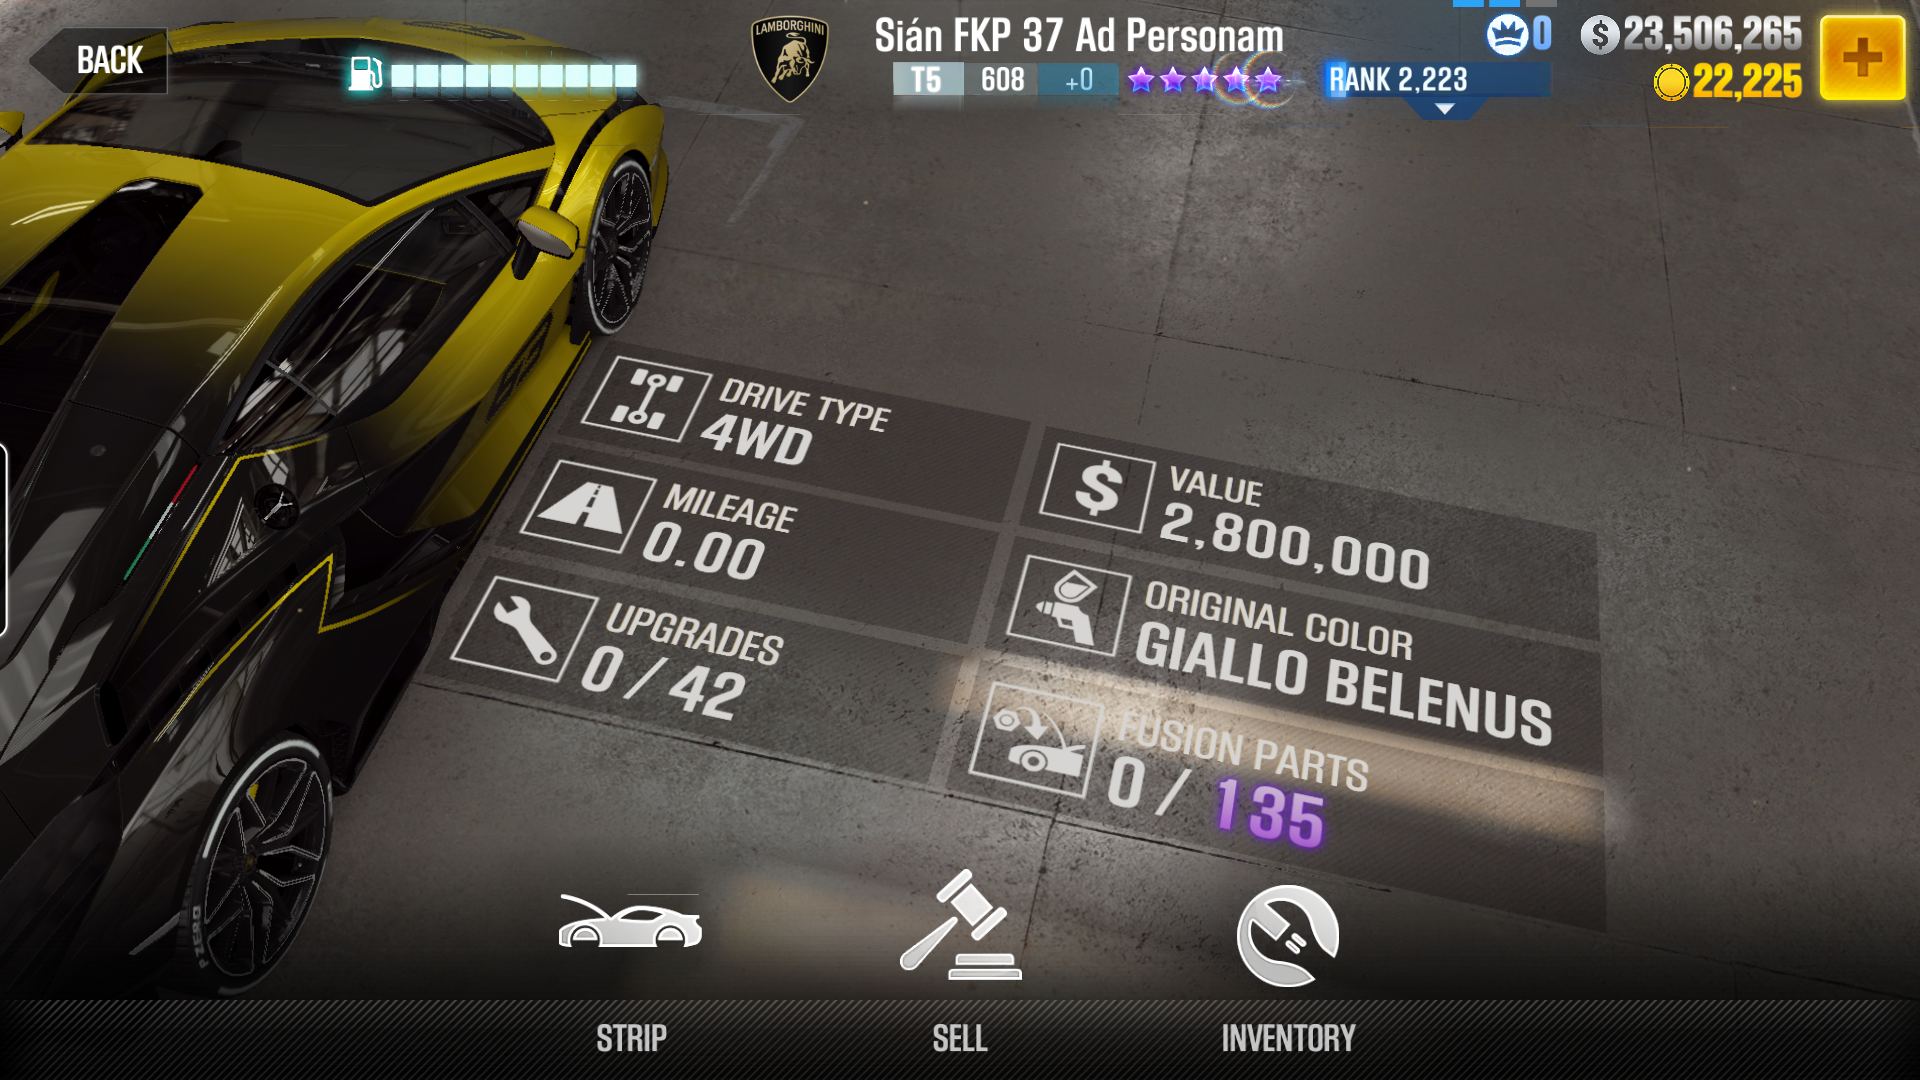 BACK
LAMBORGHINI
Sián FKP 37 Ad Personam
T5 608 +0
RANK 2,223
0
$ 23,506,265
22,225
DRIVE TYPE
4WD
MILEAGE
0.00
UPGRADES
0 / 42
$ VALUE
2,800,000
ORIGINAL COLOR
GIALLO BELENUS
FUSION PARTS
0 / 135
STRIP
SELL
INVENTORY